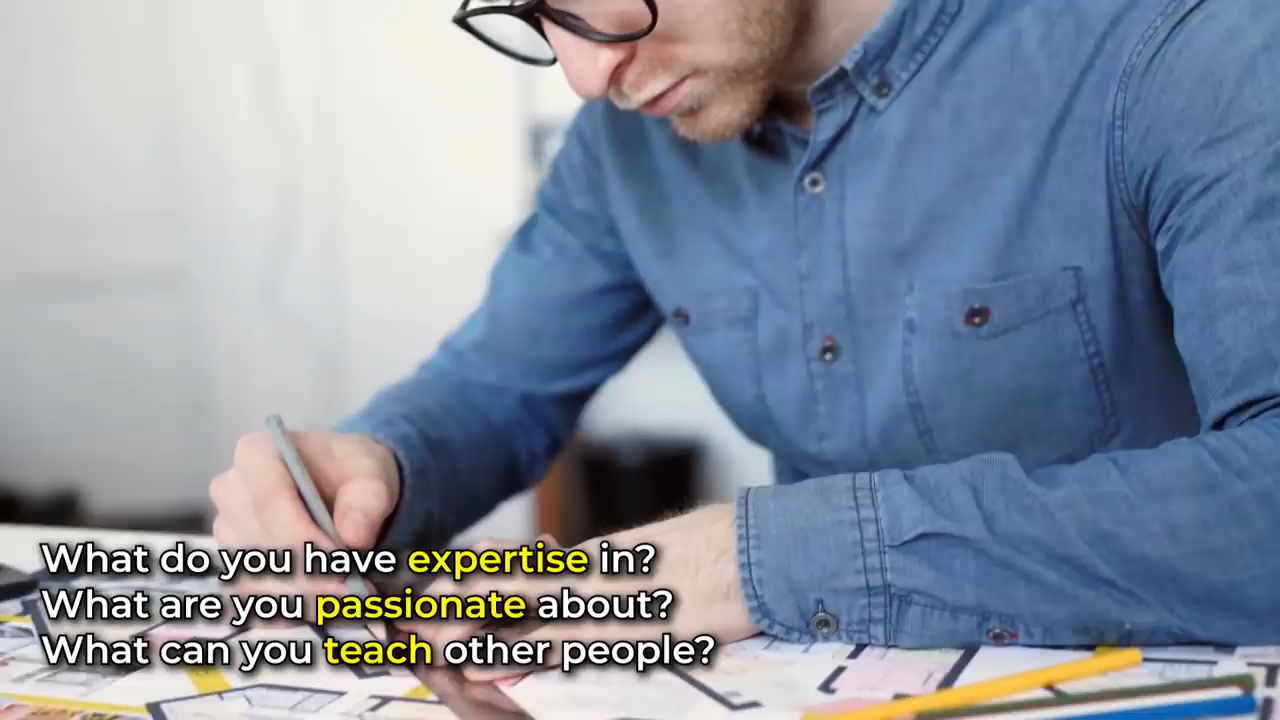 What do you have expertise in?
What are you passionate about?
What can you teach other people?